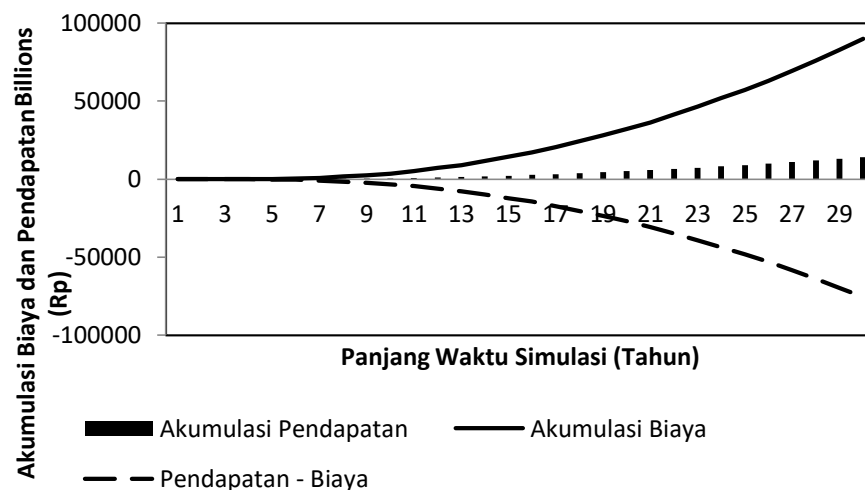 Akumulasi Biaya dan Pendapatan Billions
(Rp)
100000
50000
0
-50000
-100000
1 3 5 7 9 11 13 15 17 19 21 23 25 27 29
Panjang Waktu Simulasi (Tahun)
Akumulasi Pendapatan
Akumulasi Biaya
Pendapatan - Biaya